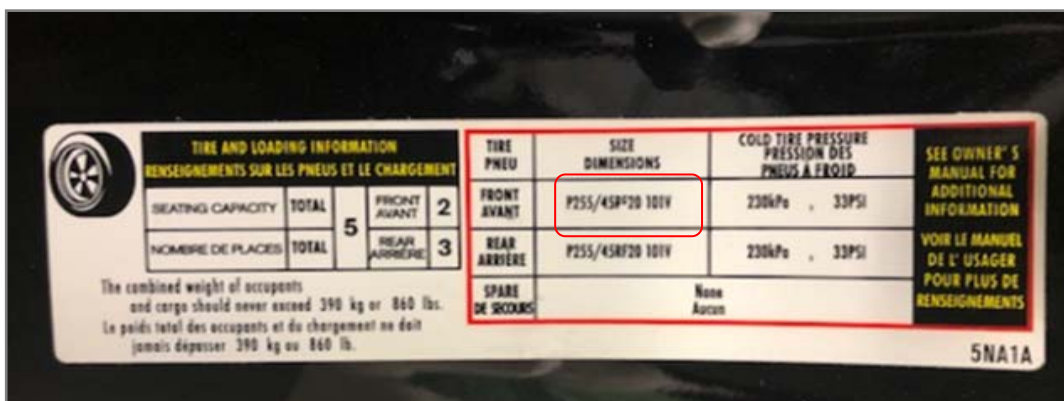 TIRE AND LOADING INFORMATION
RENSEIGNEMENTS SUR LES PNEUS ET LE CHARGEMENT
SEATING CAPACITY TOTAL 5 FRONT AVANT 2
NOMBRE DE PLACES TOTAL REAR ARRIÈRE 3
The combined weight of occupants
and cargo should never exceed 390 kg or 860 lbs.
Le poids total des occupants et du chargement ne doit
jamais dépasser 390 kg ou 860 lb.
TIRE PNEU
SIZE DIMENSIONS
COLD TIRE PRESSURE
PRESSION DES
PNEUS A FROID
FRONT AVANT P255/45RF20 101V 230kPa , 33PSI
REAR ARRIÈRE P255/45RF20 101V 230kPa , 33PSI
SPARE DE SECOURS None Aucun
SEE OWNER'S
MANUAL FOR
ADDITIONAL
INFORMATION
VOIR LE MANUEL
DE L'USAGER
POUR PLUS DE
RENSEIGNEMENTS
5NA1A